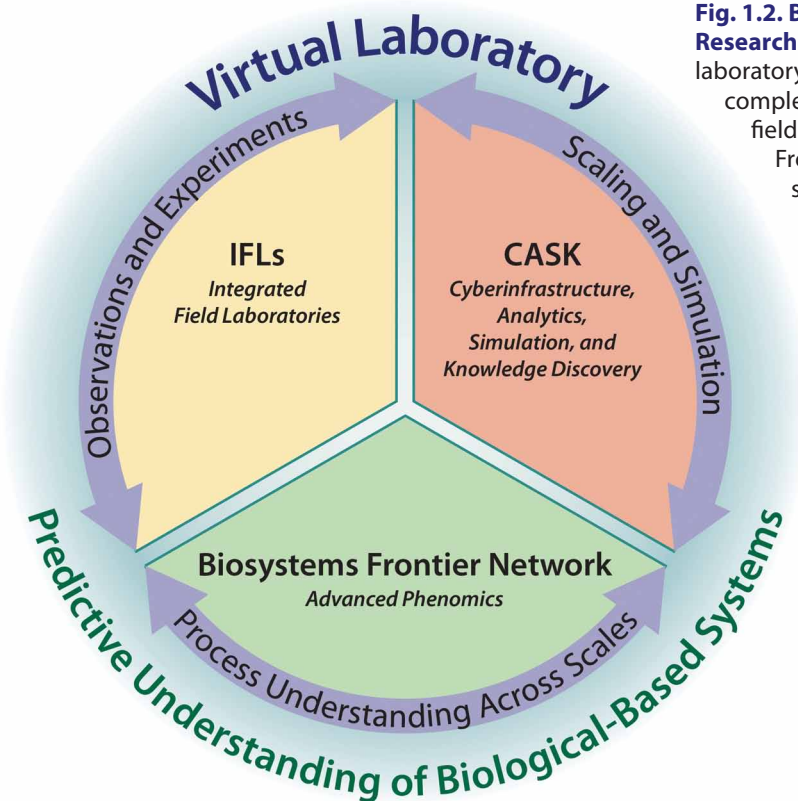 Virtual Laboratory
Fig. 1.2. B
Research
laboratory
comple
field
Fre
s
Observations and Experiments
Scaling and Simulation
IFLs
Integrated
Field Laboratories
CASK
Cyberinfrastructure,
Analytics,
Simulation, and
Knowledge Discovery
Biosystems Frontier Network
Advanced Phenomics
Process Understanding Across Scales
Predictive Understanding of Biological-Based Systems